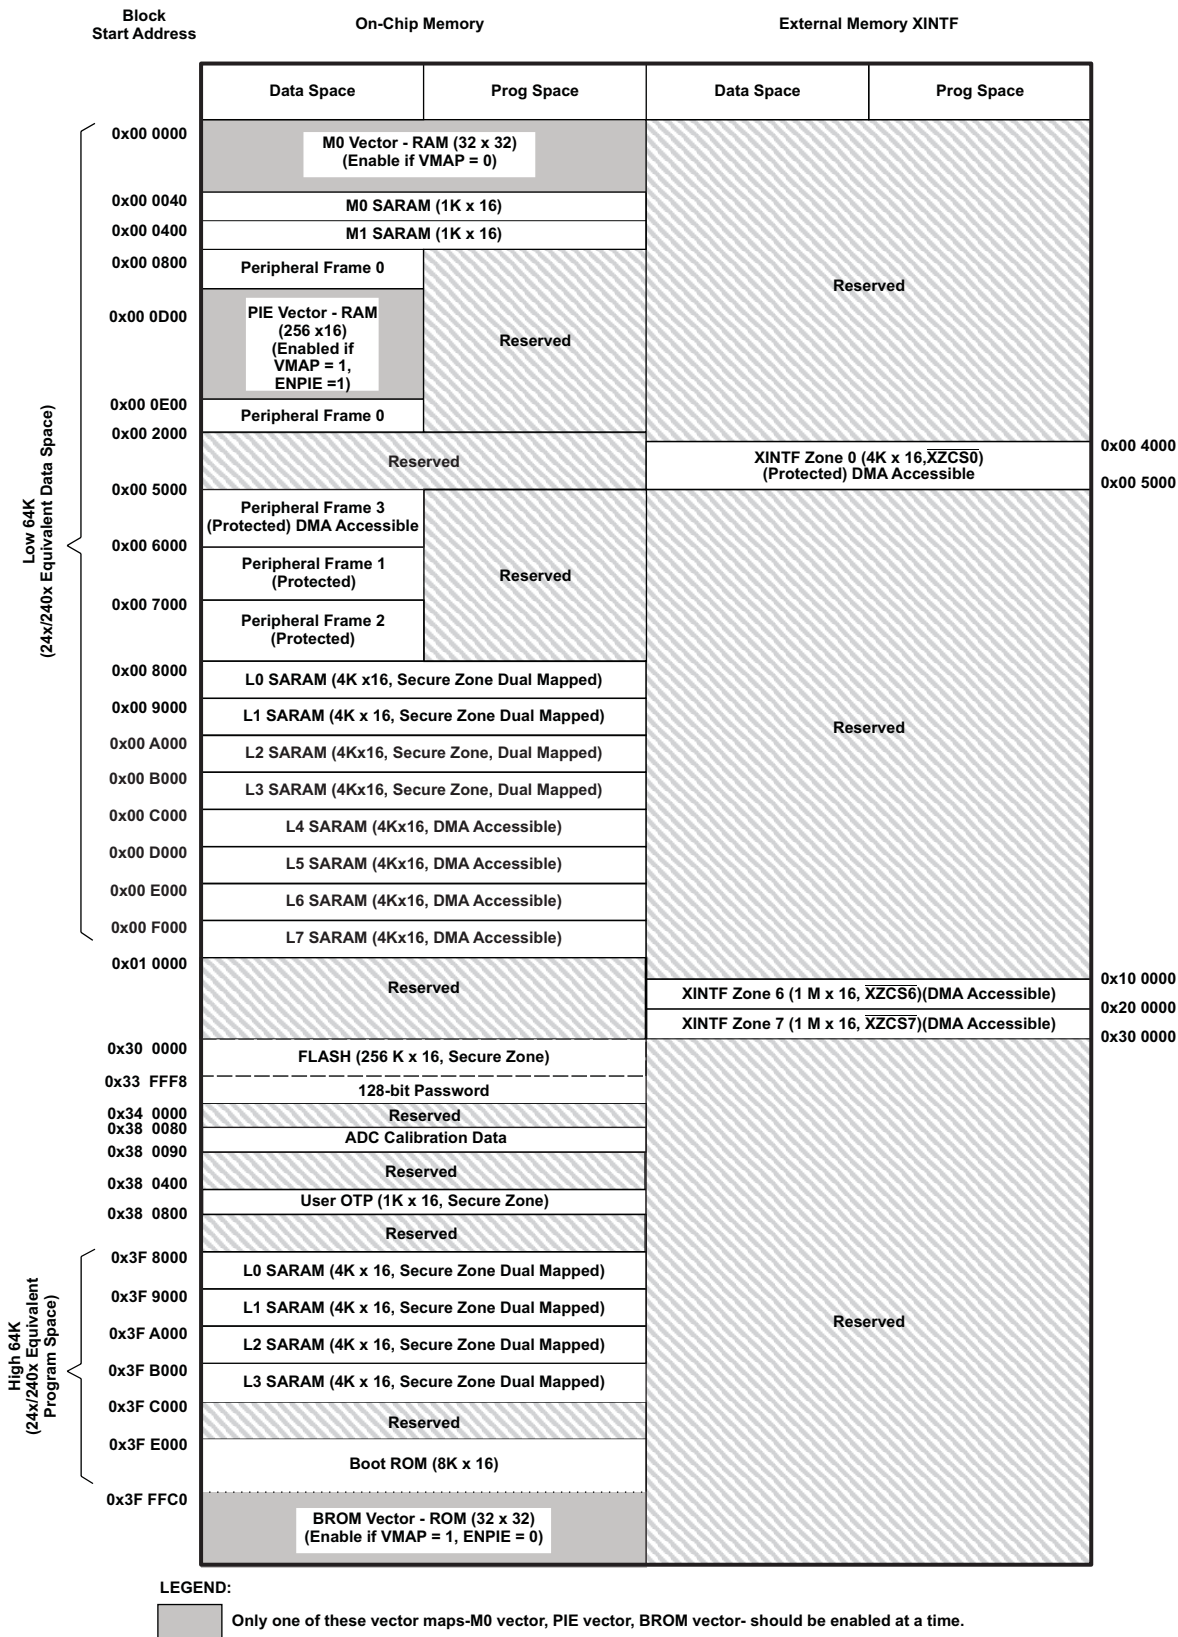 Block
Start Address
On-Chip Memory
External Memory XINTF
Data Space
Prog Space
Data Space
Prog Space
0x00 0000
M0 Vector - RAM (32 x 32)
(Enable if VMAP = 0)
0x00 0040
M0 SARAM (1K x 16)
0x00 0400
M1 SARAM (1K x 16)
0x00 0800
Peripheral Frame 0
Reserved
0x00 0D00
PIE Vector - RAM
(256 x16)
(Enabled if
VMAP = 1,
ENPIE =1)
Reserved
0x00 0E00
Peripheral Frame 0
0x00 2000
Reserved
XINTF Zone 0 (4K x 16,XZCS0)
(Protected) DMA Accessible
0x00 4000
0x00 5000
0x00 5000
Peripheral Frame 3
(Protected) DMA Accessible
0x00 6000
Peripheral Frame 1
(Protected)
Reserved
0x00 7000
Peripheral Frame 2
(Protected)
Low 64K
(24x/240x Equivalent Data Space)
0x00 8000
L0 SARAM (4K x16, Secure Zone Dual Mapped)
0x00 9000
L1 SARAM (4K x 16, Secure Zone Dual Mapped)
Reserved
0x00 A000
L2 SARAM (4Kx16, Secure Zone, Dual Mapped)
0x00 B000
L3 SARAM (4Kx16, Secure Zone, Dual Mapped)
0x00 C000
L4 SARAM (4Kx16, DMA Accessible)
0x00 D000
L5 SARAM (4Kx16, DMA Accessible)
0x00 E000
L6 SARAM (4Kx16, DMA Accessible)
0x00 F000
L7 SARAM (4Kx16, DMA Accessible)
0x01 0000
Reserved
0x10 0000
XINTF Zone 6 (1 M x 16, XZCS6)(DMA Accessible)
0x20 0000
XINTF Zone 7 (1 M x 16, XZCS7)(DMA Accessible)
0x30 0000
0x30 0000
FLASH (256 K x 16, Secure Zone)
0x33 FFF8
128-bit Password
0x34 0000
Reserved
0x38 0080
ADC Calibration Data
0x38 0090
Reserved
0x38 0400
User OTP (1K x 16, Secure Zone)
0x38 0800
Reserved
0x3F 8000
L0 SARAM (4K x 16, Secure Zone Dual Mapped)
0x3F 9000
L1 SARAM (4K x 16, Secure Zone Dual Mapped)
Reserved
0x3F A000
L2 SARAM (4K x 16, Secure Zone Dual Mapped)
0x3F B000
L3 SARAM (4K x 16, Secure Zone Dual Mapped)
High 64K
(24x/240x Equivalent
Program Space)
0x3F C000
Reserved
0x3F E000
Boot ROM (8K x 16)
0x3F FFC0
BROM Vector - ROM (32 x 32)
(Enable if VMAP = 1, ENPIE = 0)
LEGEND:
Only one of these vector maps-M0 vector, PIE vector, BROM vector- should be enabled at a time.